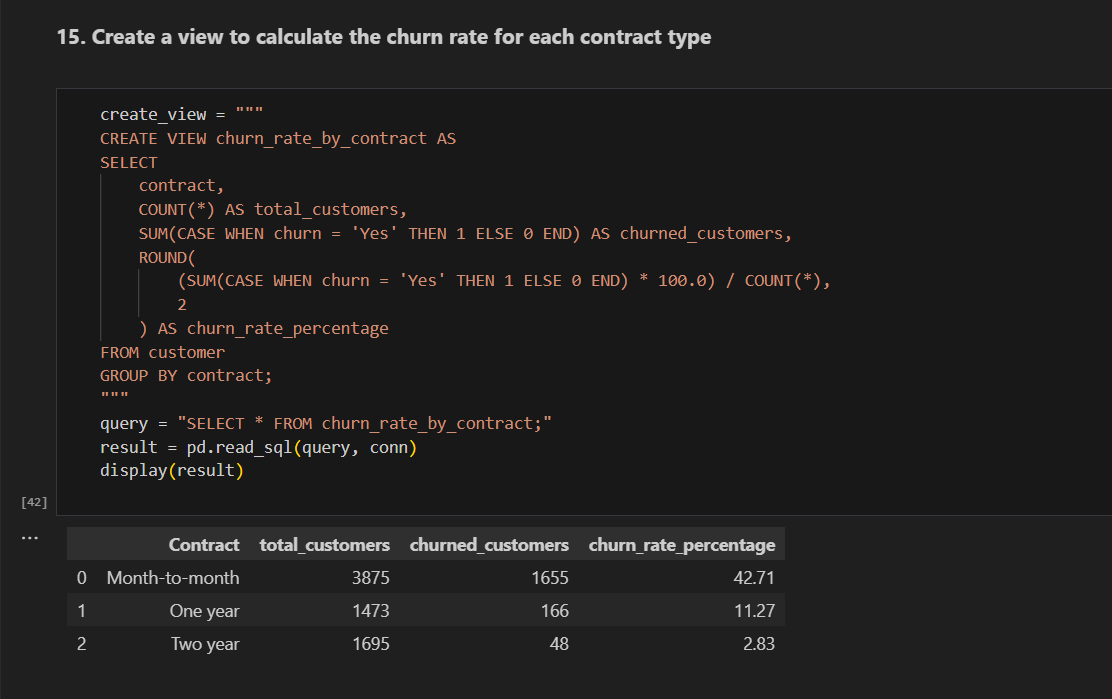 15. Create a view to calculate the churn rate for each contract type
create_view = """
CREATE VIEW churn_rate_by_contract AS
SELECT
    contract,
    COUNT(*) AS total_customers,
    SUM(CASE WHEN churn = 'Yes' THEN 1 ELSE 0 END) AS churned_customers,
    ROUND(
        (SUM(CASE WHEN churn = 'Yes' THEN 1 ELSE 0 END) * 100.0) / COUNT(*),
        2
    ) AS churn_rate_percentage
FROM customer
GROUP BY contract;
"""
query = "SELECT * FROM churn_rate_by_contract;"
result = pd.read_sql(query, conn)
display(result)
[42]
...
Contract total_customers churned_customers churn_rate_percentage
0 Month-to-month 3875 1655 42.71
1 One year 1473 166 11.27
2 Two year 1695 48 2.83